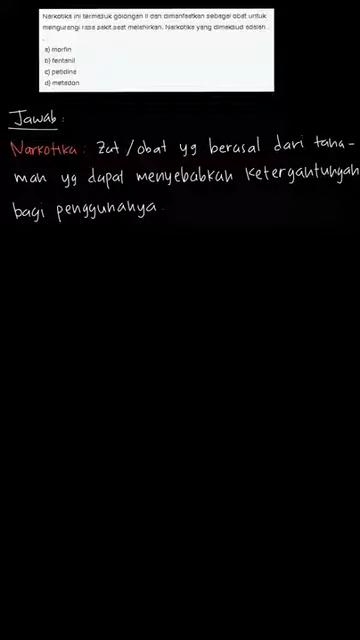 Narkotika ini termasuk golongan II dan dimanfaatkan sebagai obat untuk
mengurangi rasa sakit saat melahirkan. Narkotika yang dimaksud adalah
.
a) morfin
b) fentanil
c) petidine
d) metadon
Jawab :
Narkotika : Zat / obat yg berasal dari tana-
man yg dapat menyebabkan ketergantungan
bagi penggunanya.